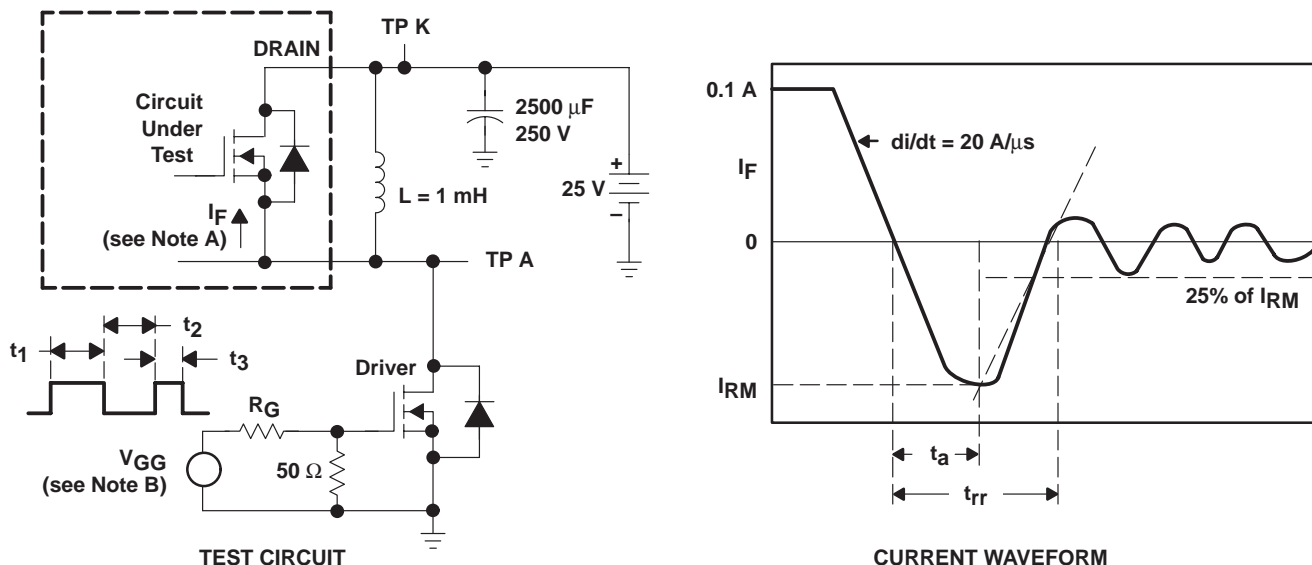 TP K
DRAIN
Circuit
Under
Test
2500 μF
250 V
+
25 V
–
L = 1 mH
IF
(see Note A)
TP A
t2
t1
t3
Driver
RG
VGG
(see Note B)
50 Ω
TEST CIRCUIT
0.1 A
di/dt = 20 A/μs
IF
0
25% of IRM
IRM
ta
trr
CURRENT WAVEFORM